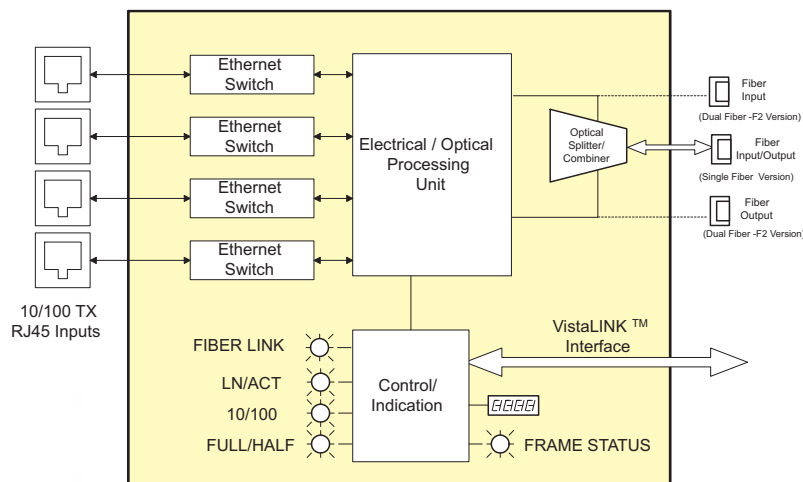 Ethernet
Switch
Ethernet
Switch
Ethernet
Switch
Ethernet
Switch
Electrical / Optical
Processing
Unit
Optical
Splitter/
Combiner
Fiber
Input
(Dual Fiber -F2 Version)
Fiber
Input/Output
(Single Fiber Version)
Fiber
Output
(Dual Fiber -F2 Version)
10/100 TX
RJ45 Inputs
FIBER LINK
LN/ACT
10/100
FULL/HALF
Control/
Indication
VistaLINK TM
Interface
8888
FRAME STATUS